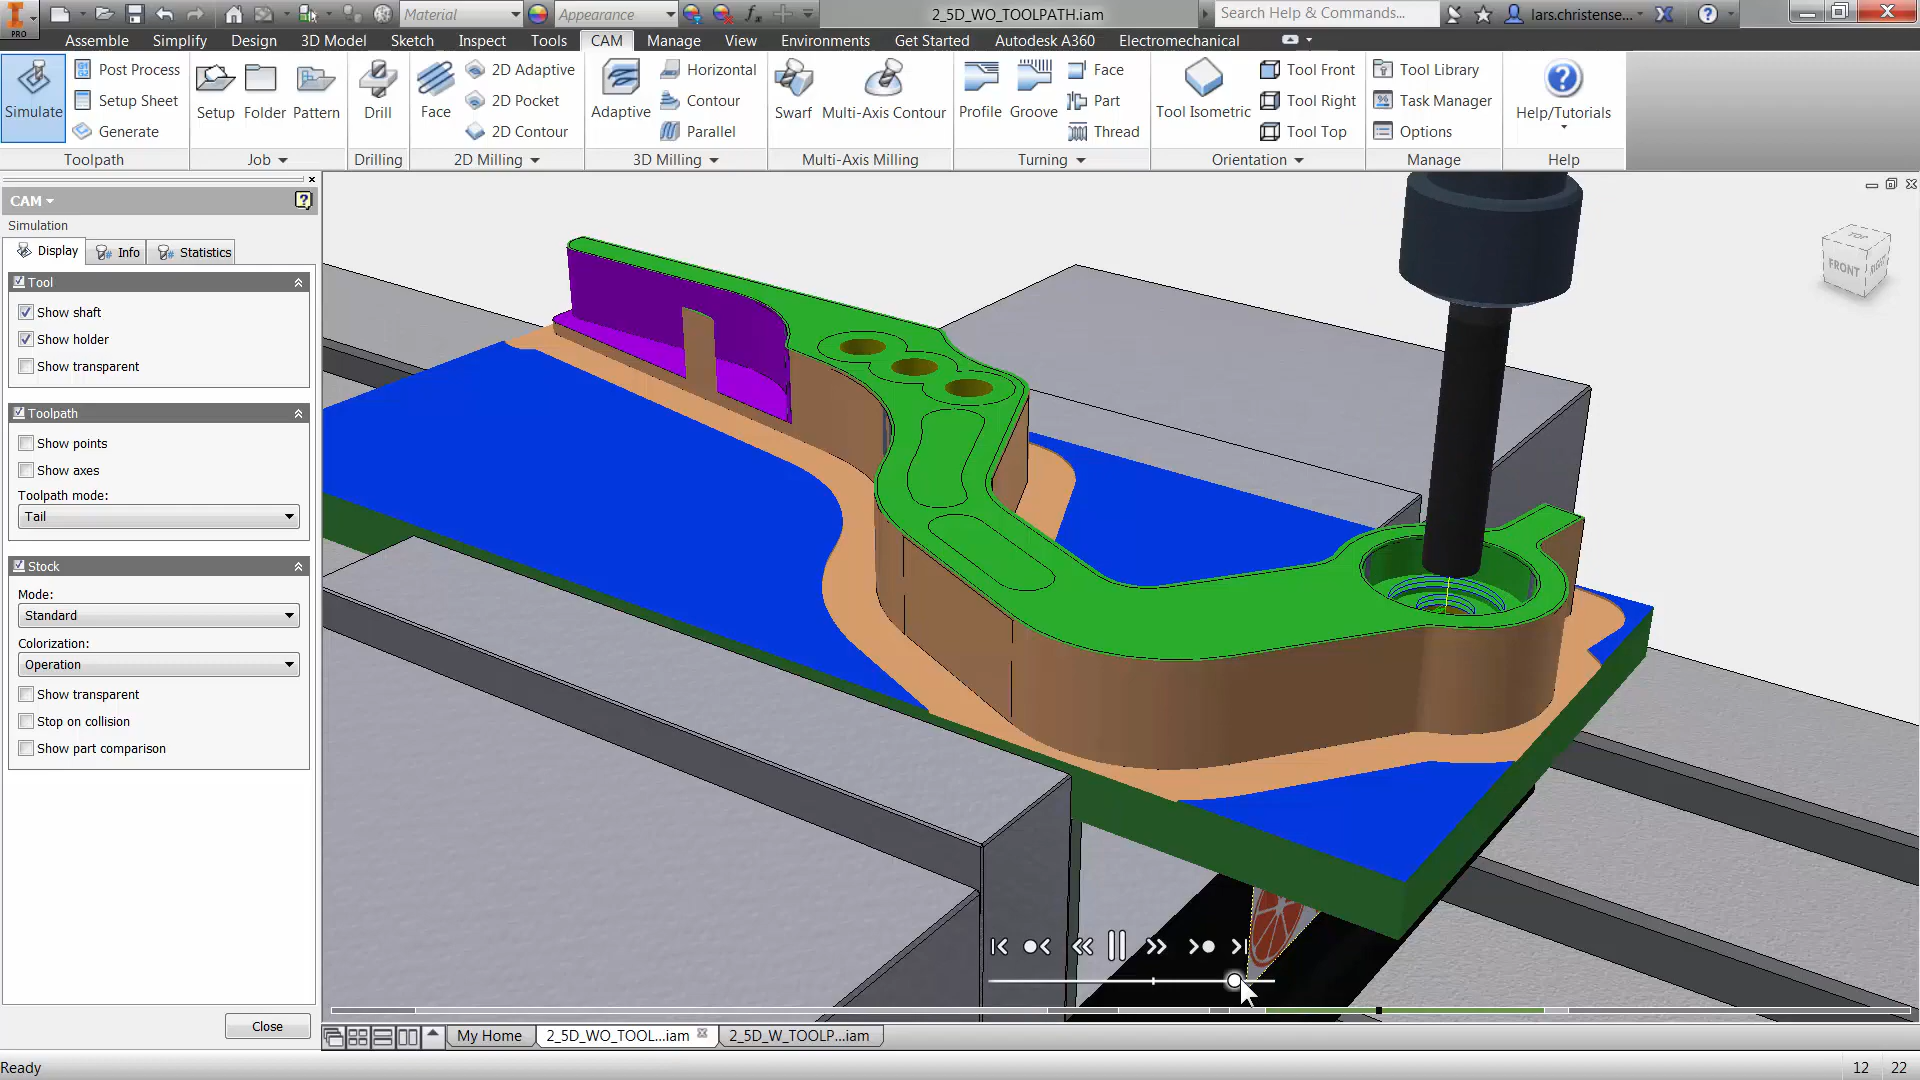 PRO
Material
Appearance
2_5D_WO_TOOLPATH.iam
Search Help & Commands...
lars.christense...
Assemble Simplify Design 3D Model Sketch Inspect Tools CAM Manage View Environments Get Started Autodesk A360 Electromechanical
Simulate
Post Process
Setup Sheet
Generate
Toolpath
Setup
Folder
Pattern
Job
Drill
Drilling
Face
2D Adaptive
2D Pocket
2D Contour
2D Milling
Adaptive
Horizontal
Contour
Parallel
3D Milling
Swarf
Multi-Axis Contour
Multi-Axis Milling
Profile
Groove
Face
Part
Thread
Turning
Tool Isometric
Tool Front
Tool Right
Tool Top
Orientation
Tool Library
Task Manager
Options
Manage
Help/Tutorials
Help
CAM
Simulation
Display Info Statistics
Tool
Show shaft
Show holder
Show transparent
Toolpath
Show points
Show axes
Toolpath mode:
Tail
Stock
Mode:
Standard
Colorization:
Operation
Show transparent
Stop on collision
Show part comparison
Close
TOP
FRONT
RIGHT
My Home
2_5D_WO_TOOL...iam
2_5D_W_TOOLP...iam
Ready
12 22